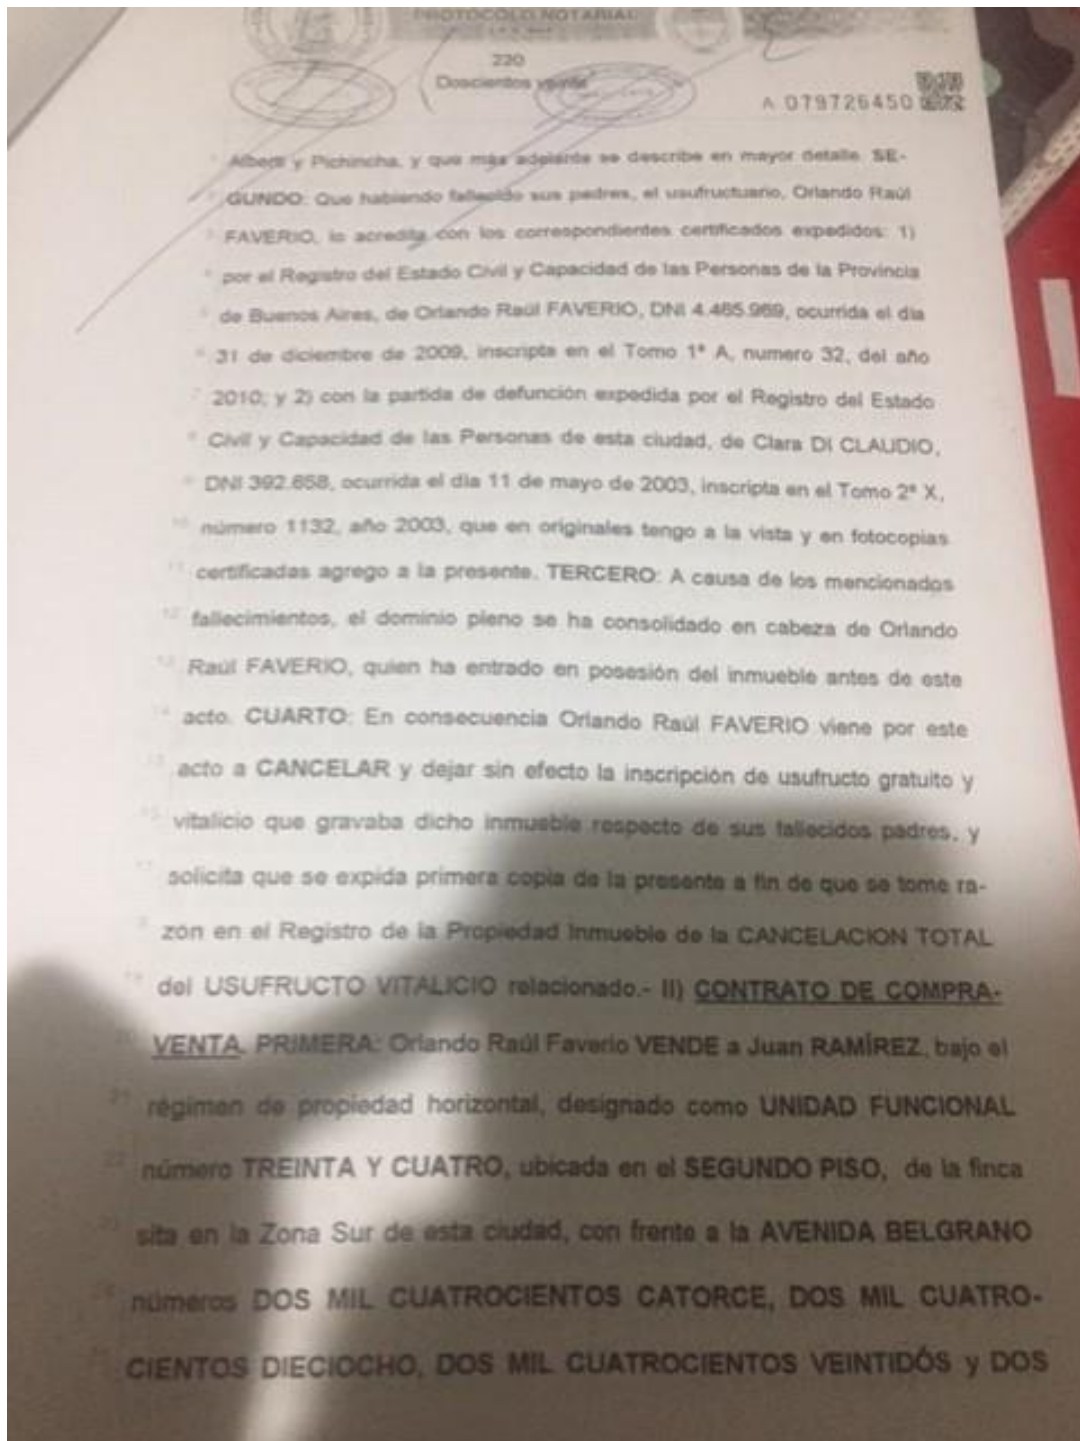 PROTOCOLO NOTARIAL
220
Doscientos veinte
A 079726450
Alberti y Pichincha, y que más adelante se describe en mayor detalle. SE-
GUNDO: Que habiendo fallecido sus padres, el usufructuario, Orlando Raúl
FAVERIO, lo acredita con los correspondientes certificados expedidos: 1)
por el Registro del Estado Civil y Capacidad de las Personas de la Provincia
de Buenos Aires, de Orlando Raúl FAVERIO, DNI 4.465.969, ocurrida el día
31 de diciembre de 2009, inscripta en el Tomo 1° A, numero 32, del año
2010; y 2) con la partida de defunción expedida por el Registro del Estado
Civil y Capacidad de las Personas de esta ciudad, de Clara DI CLAUDIO,
DNI 392.658, ocurrida el día 11 de mayo de 2003, inscripta en el Tomo 2° X,
número 1132, año 2003, que en originales tengo a la vista y en fotocopias
certificadas agrego a la presente. TERCERO: A causa de los mencionados
fallecimientos, el dominio pleno se ha consolidado en cabeza de Orlando
Raúl FAVERIO, quien ha entrado en posesión del inmueble antes de este
acto. CUARTO: En consecuencia Orlando Raúl FAVERIO viene por este
acto a CANCELAR y dejar sin efecto la inscripción de usufructo gratuito y
vitalicio que gravaba dicho inmueble respecto de sus fallecidos padres, y
solicita que se expida primera copia de la presente a fin de que se tome ra-
zón en el Registro de la Propiedad Inmueble de la CANCELACION TOTAL
del USUFRUCTO VITALICIO relacionado.- II) CONTRATO DE COMPRA-
VENTA. PRIMERA: Orlando Raúl Faverio VENDE a Juan RAMÍREZ, bajo el
régimen de propiedad horizontal, designado como UNIDAD FUNCIONAL
número TREINTA Y CUATRO, ubicada en el SEGUNDO PISO, de la finca
sita en la Zona Sur de esta ciudad, con frente a la AVENIDA BELGRANO
números DOS MIL CUATROCIENTOS CATORCE, DOS MIL CUATRO-
CIENTOS DIECIOCHO, DOS MIL CUATROCIENTOS VEINTIDÓS y DOS